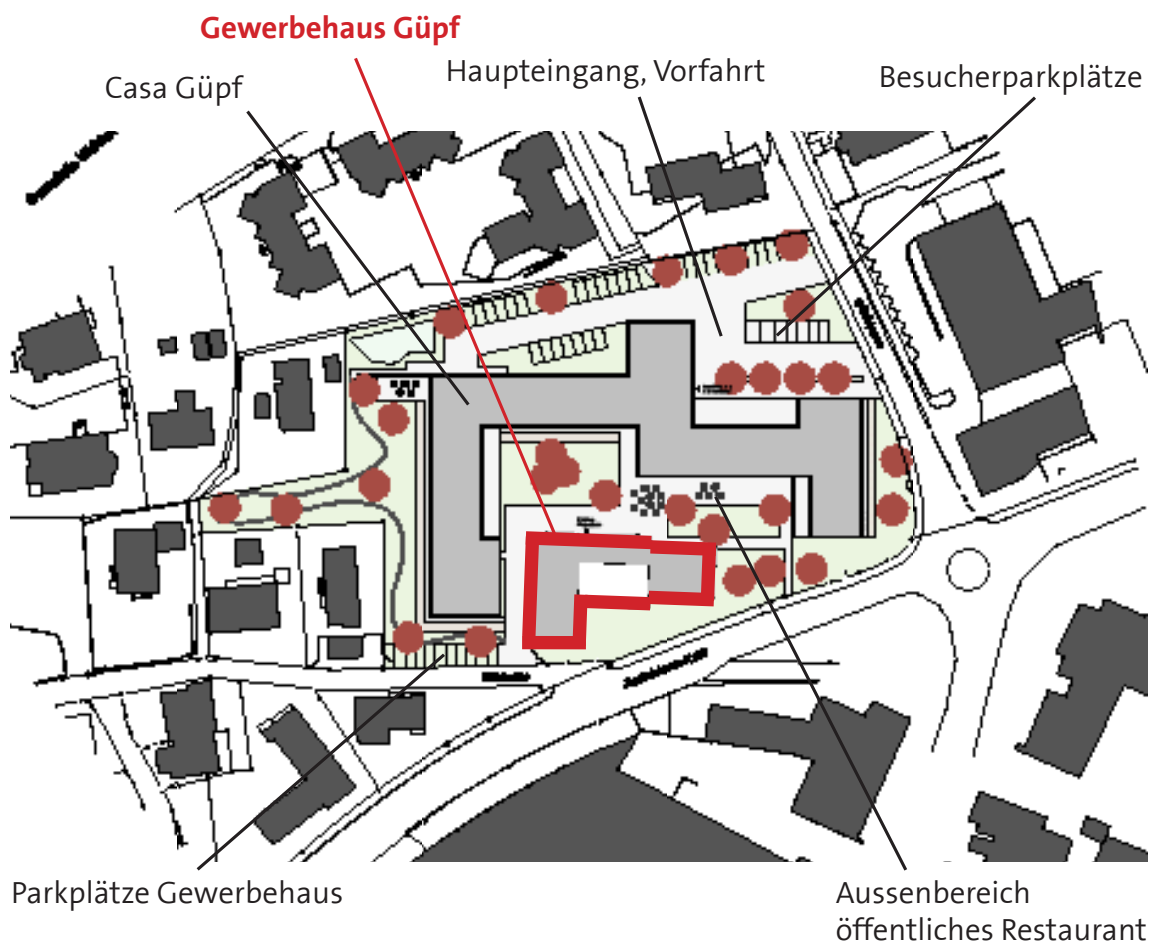 Gewerbehaus Güpf
Casa Güpf
Haupteingang, Vorfahrt
Besucherparkplätze
Parkplätze Gewerbehaus
Aussenbereich
öffentliches Restaurant